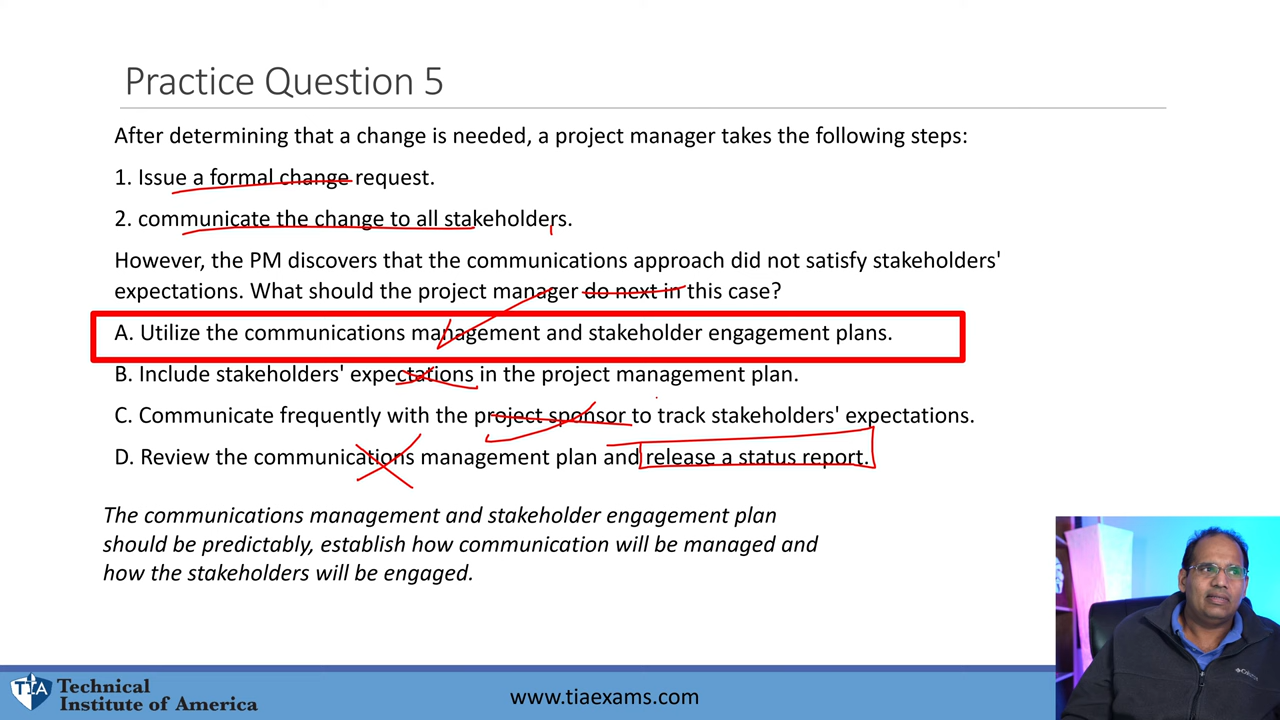 Practice Question 5
After determining that a change is needed, a project manager takes the following steps:
1. Issue a formal change request.
2. communicate the change to all stakeholders.
However, the PM discovers that the communications approach did not satisfy stakeholders'
expectations. What should the project manager do next in this case?
A. Utilize the communications management and stakeholder engagement plans.
B. Include stakeholders' expectations in the project management plan.
C. Communicate frequently with the project sponsor to track stakeholders' expectations.
D. Review the communications management plan and release a status report.
The communications management and stakeholder engagement plan
should be predictably, establish how communication will be managed and
how the stakeholders will be engaged.
TIA
Technical
Institute of America
www.tiaexams.com
Columbia